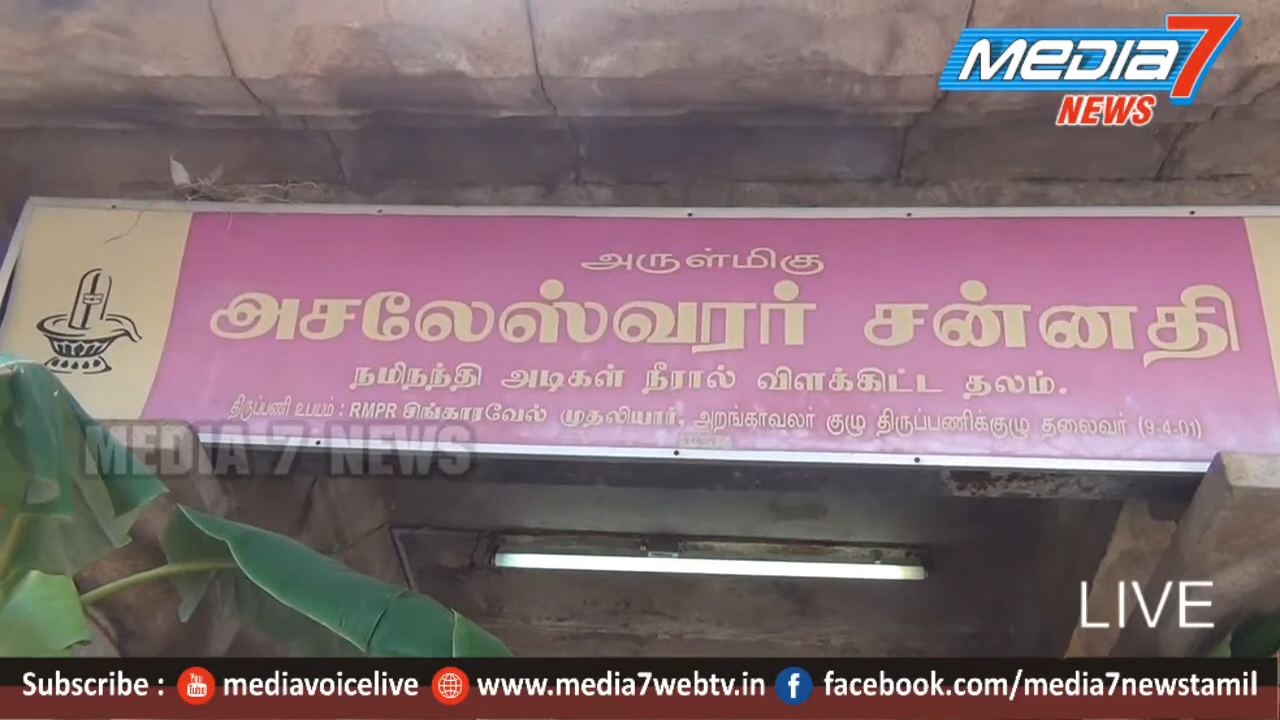 MEDIA7
NEWS
அருள்மிகு
அசலேஸ்வரர் சன்னதி
நமிநந்தி அடிகள் நீரால் விளக்கிட்ட தலம்.
திருப்பணி உபயம் : RMPR சிங்காரவேல் முதலியார், அறங்காவலர் குழு திருப்பணிக்குழு தலைவர் (9-4-01)
MEDIA 7 NEWS
LIVE
Subscribe : You Tube mediavoicelive www.media7webtv.in f facebook.com/media7newstamil